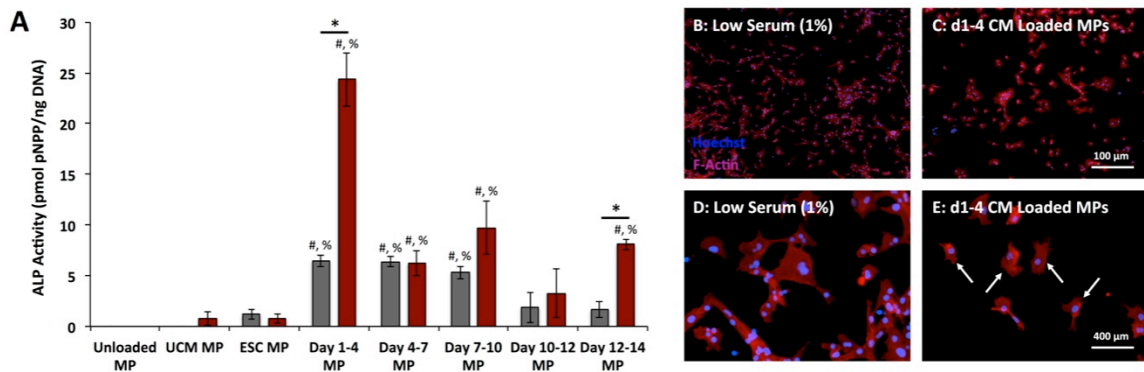 A
ALP Activity (pmol pNPP/ng DNA)
30
25
20
15
10
5
0
*
#, %
#, %
#, %
#, %
#, %
#, %
*
#, %
Unloaded MP
UCM MP
ESC MP
Day 1-4 MP
Day 4-7 MP
Day 7-10 MP
Day 10-12 MP
Day 12-14 MP
B: Low Serum (1%)
Hoechst
F-Actin
C: d1-4 CM Loaded MPs
100 μm
D: Low Serum (1%)
E: d1-4 CM Loaded MPs
400 μm